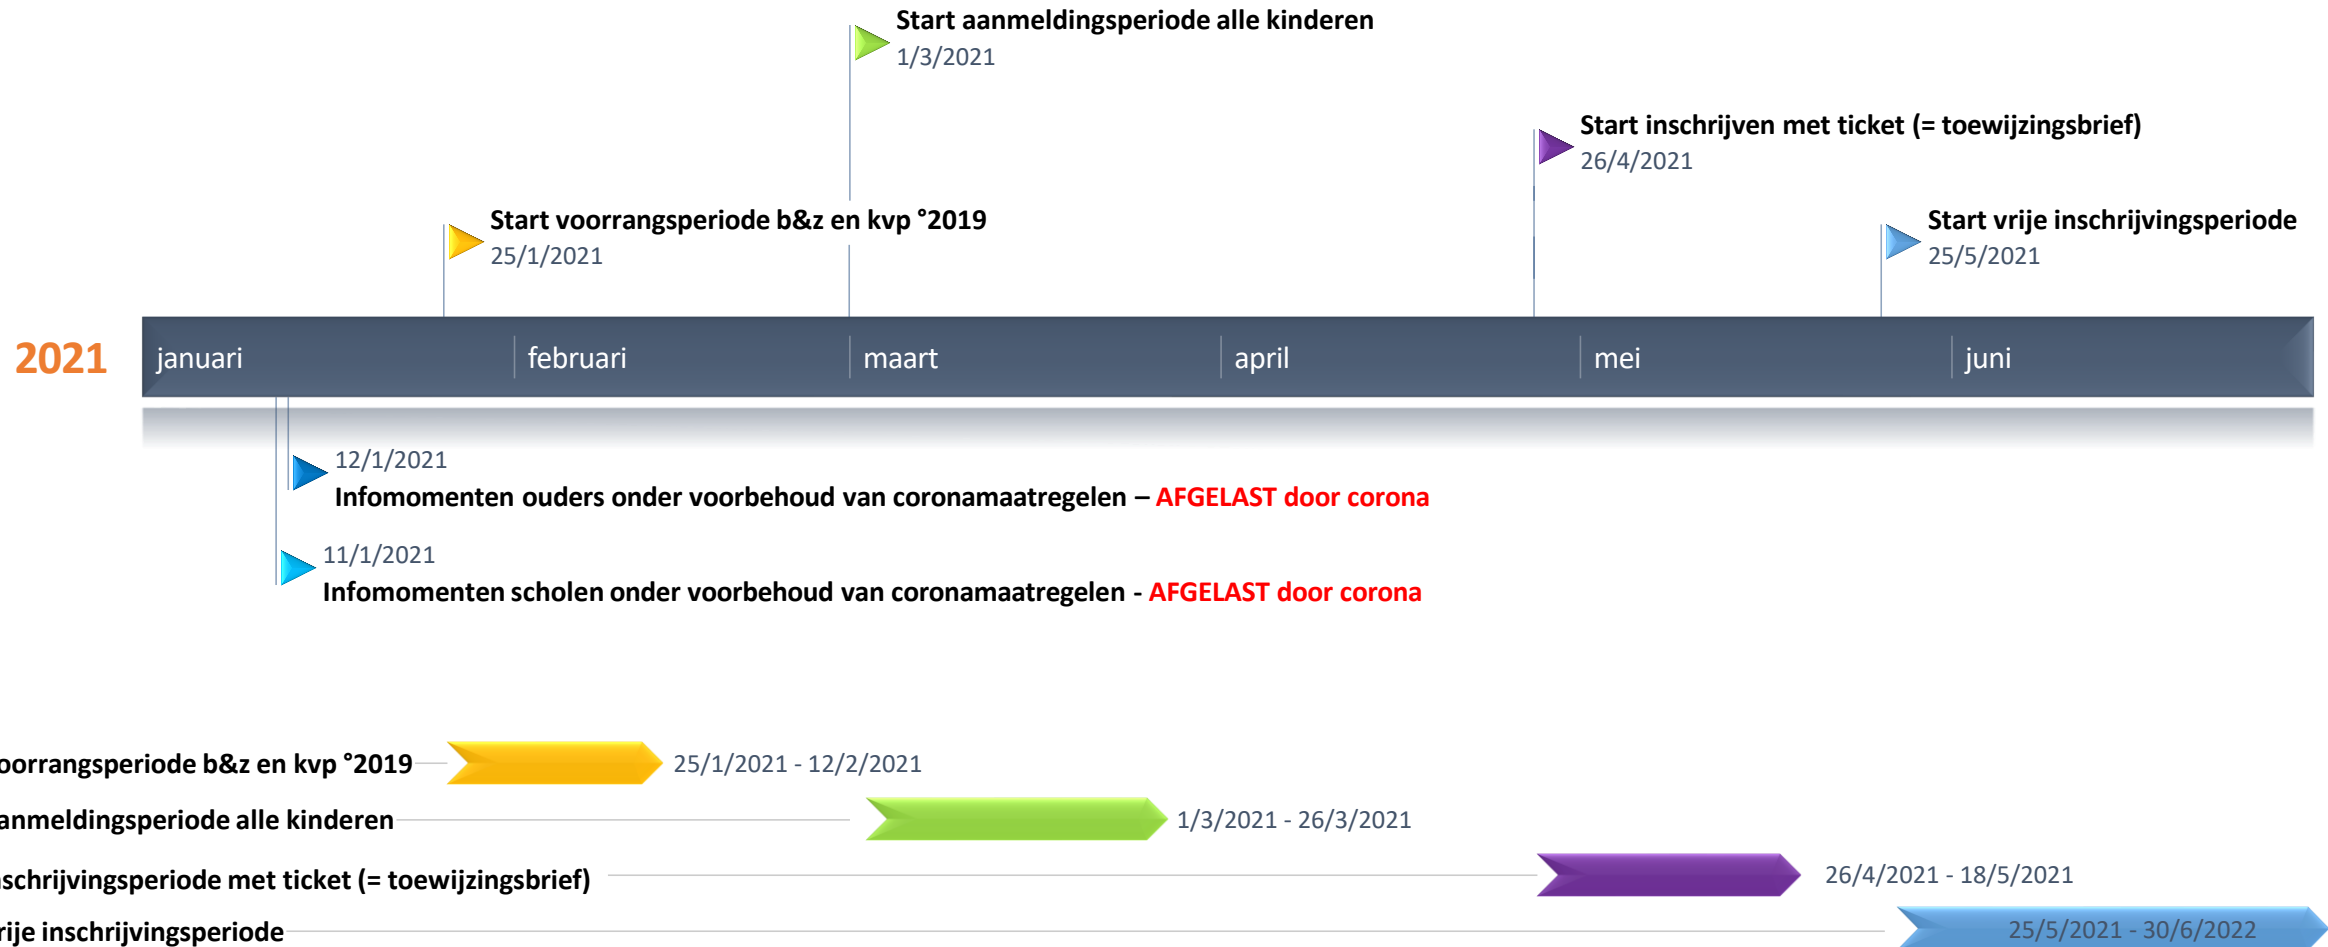 Start aanmeldingsperiode alle kinderen
1/3/2021
Start inschrijven met ticket (= toewijzingsbrief)
26/4/2021
Start voorrangsperiode b&z en kvp °2019
25/1/2021
Start vrije inschrijvingsperiode
25/5/2021
2021
januari februari maart april mei juni
12/1/2021
Infomomenten ouders onder voorbehoud van coronamaatregelen – AFGELAST door corona
11/1/2021
Infomomenten scholen onder voorbehoud van coronamaatregelen - AFGELAST door corona
oorrangsperiode b&z en kvp °2019 25/1/2021 - 12/2/2021
anmeldingsperiode alle kinderen 1/3/2021 - 26/3/2021
nschrijvingsperiode met ticket (= toewijzingsbrief) 26/4/2021 - 18/5/2021
rije inschrijvingsperiode 25/5/2021 - 30/6/2022